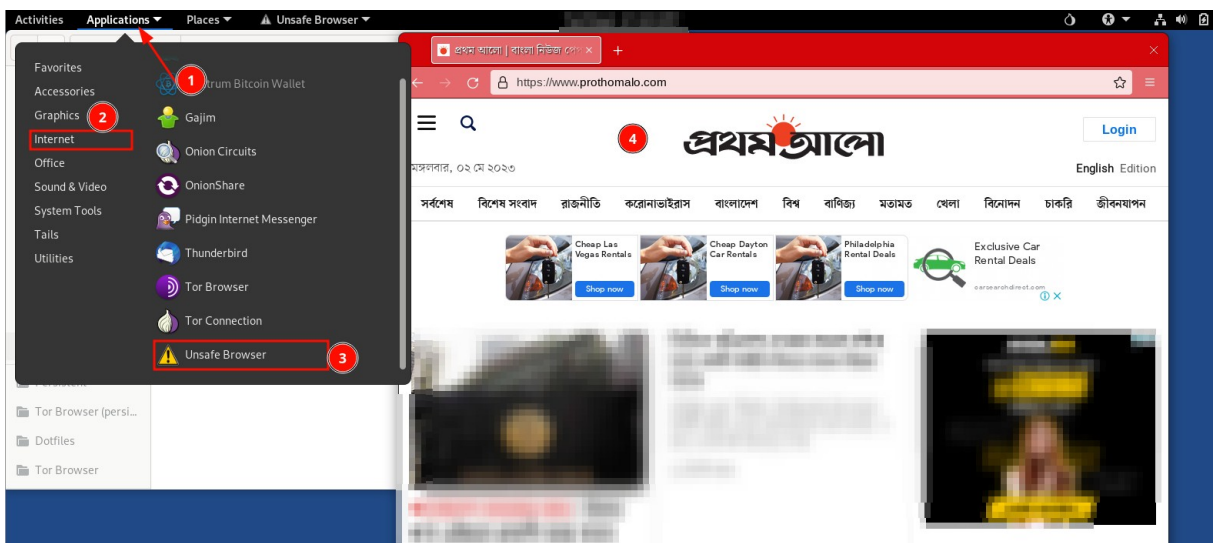 Activities Applications Places Unsafe Browser
Favorites
Accessories
Graphics
Internet
Office
Sound & Video
System Tools
Tails
Utilities
1
2
Bitcoin Wallet
Gajim
Onion Circuits
OnionShare
Pidgin Internet Messenger
Thunderbird
Tor Browser
Tor Connection
Unsafe Browser
3
Tor Browser (persi...
Dotfiles
Tor Browser
প্রথম আলো | বাংলা নিউজ
https://www.prothomalo.com
4
প্রথম আলো
Login
মঙ্গলবার, ০২ মে ২০২৩
English Edition
সর্বশেষ বিশেষ সংবাদ রাজনীতি করোনাভাইরাস বাংলাদেশ বিশ্ব বাণিজ্য মতামত খেলা বিনোদন চাকরি জীবনযাপন
Cheap Las
Vegas Rentals
Shop now
Cheap Dayton
Car Rentals
Shop now
Philadelphia
Rental Deals
Shop now
Exclusive Car
Rental Deals
carsearchdirect.com